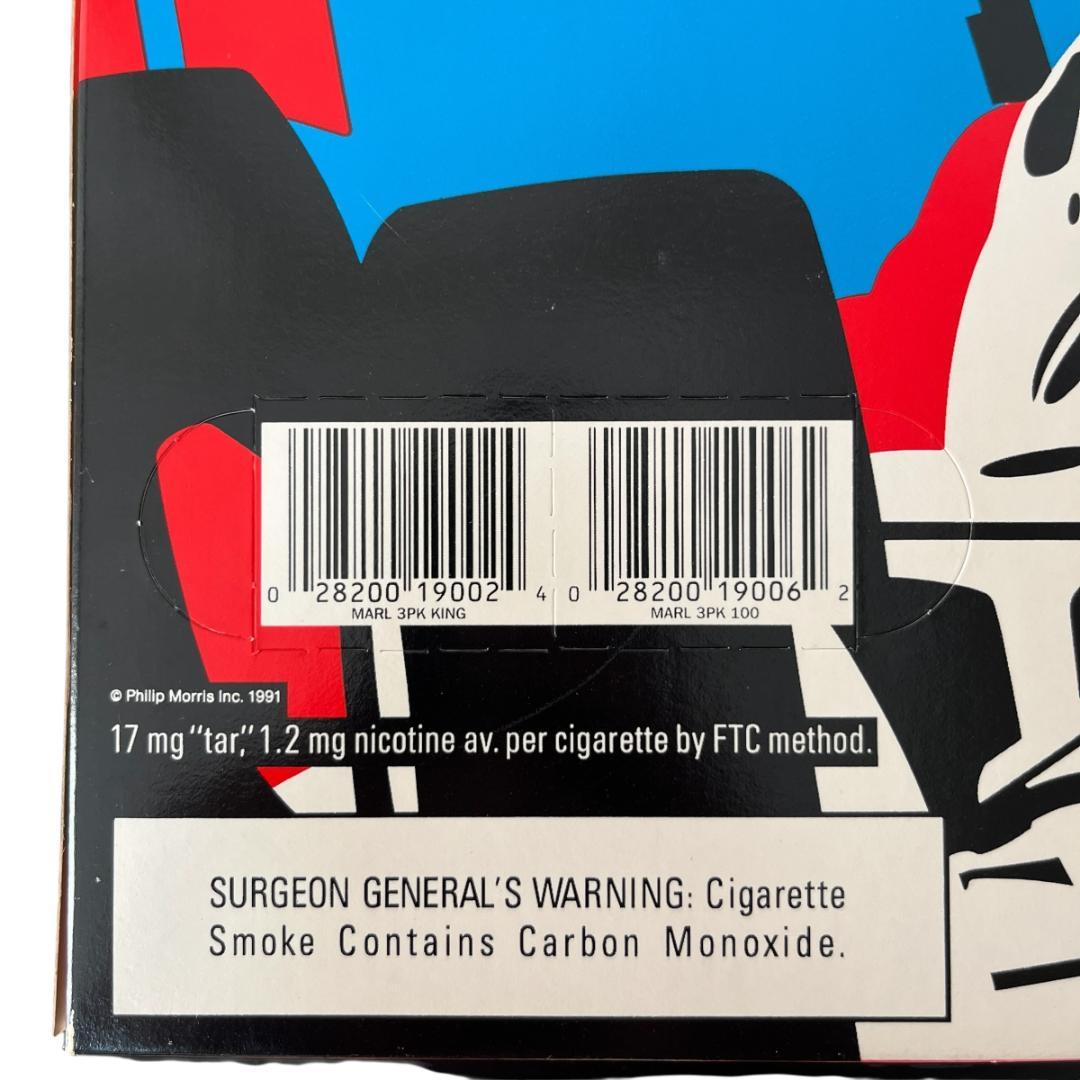 0 28200 19002 4 0 28200 19006 2
MARL 3PK KING MARL 3PK 100
© Philip Morris Inc. 1991
17 mg “tar,” 1.2 mg nicotine av. per cigarette by FTC method.
SURGEON GENERAL’S WARNING: Cigarette
Smoke Contains Carbon Monoxide.